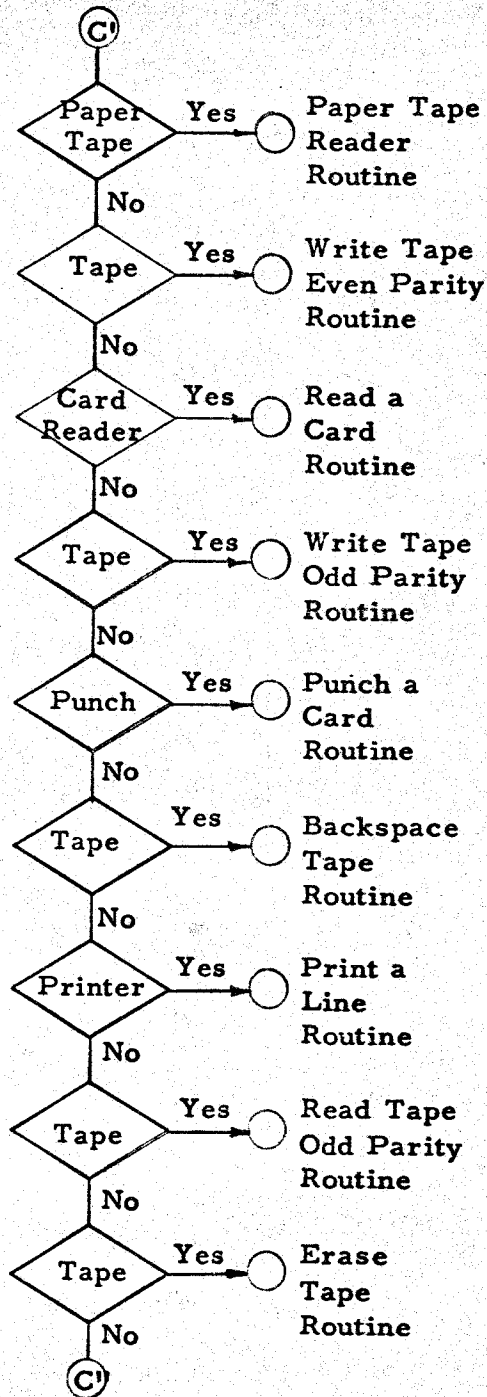 C'
Paper
Tape
Yes
Paper Tape
Reader
Routine
No
Tape
Yes
Write Tape
Even Parity
Routine
No
Card
Reader
Yes
Read a
Card
Routine
No
Tape
Yes
Write Tape
Odd Parity
Routine
No
Punch
Yes
Punch a
Card
Routine
No
Tape
Yes
Backspace
Tape
Routine
No
Printer
Yes
Print a
Line
Routine
No
Tape
Yes
Read Tape
Odd Parity
Routine
No
Tape
Yes
Erase
Tape
Routine
No
C"